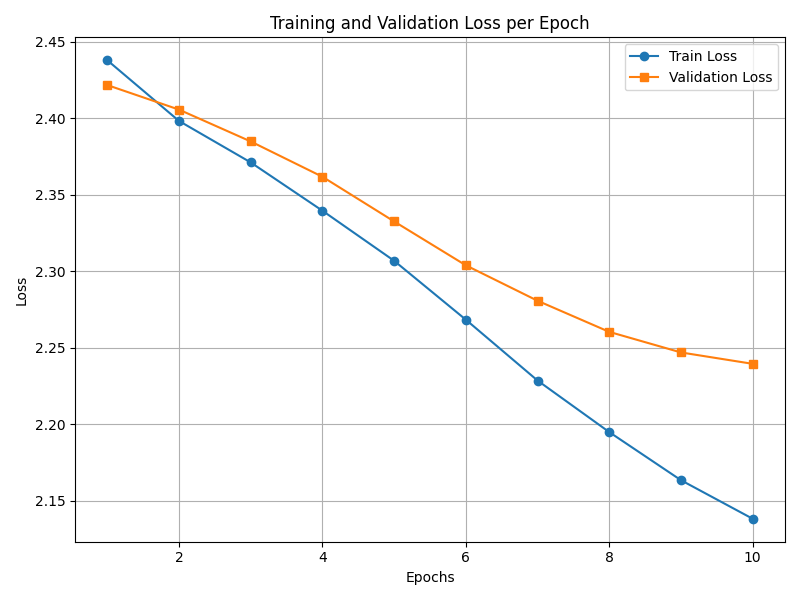 Training and Validation Loss per Epoch
Train Loss
Validation Loss
2.45
2.40
2.35
2.30
2.25
2.20
2.15
Loss
2 4 6 8 10
Epochs